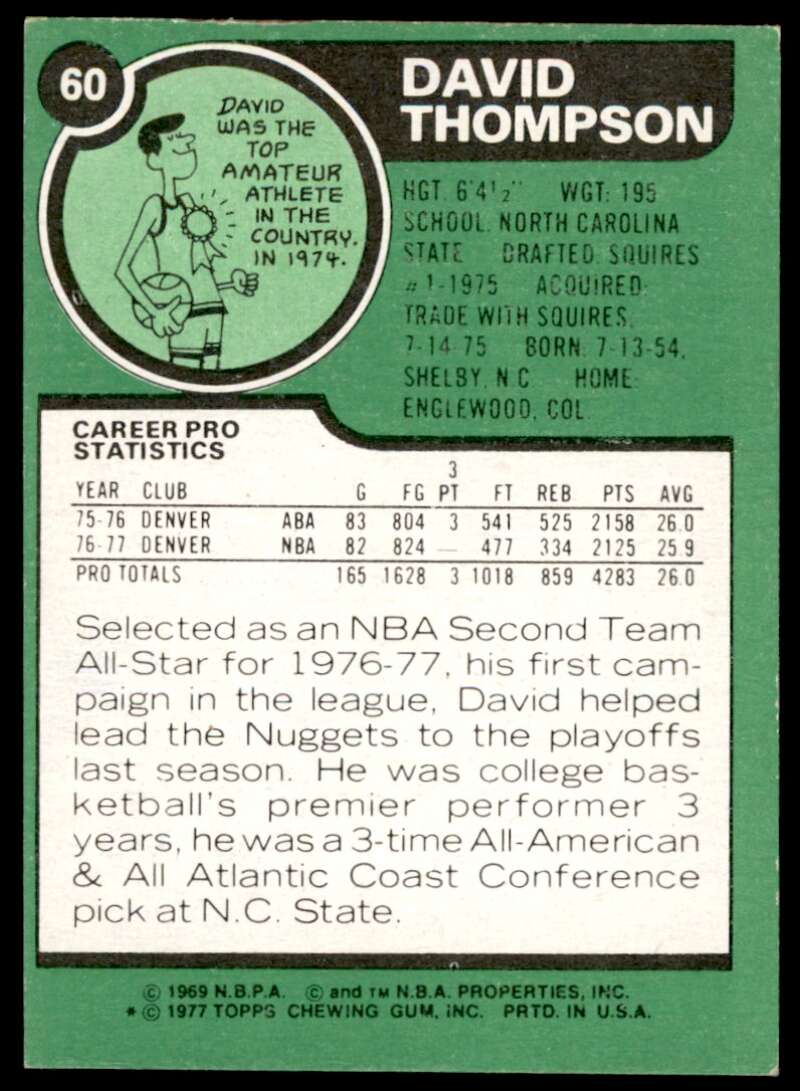 60
DAVID
WAS THE
TOP
AMATEUR
ATHLETE
IN THE
COUNTRY.
IN 1974.
DAVID
THOMPSON
HGT. 6'4½" WGT: 195
SCHOOL: NORTH CAROLINA
STATE DRAFTED: SQUIRES
#1-1975 ACQUIRED:
TRADE WITH SQUIRES,
7-14-75 BORN: 7-13-54,
SHELBY, N.C. HOME:
ENGLEWOOD, COL.
CAREER PRO
STATISTICS
3
YEAR CLUB G FG PT FT REB PTS AVG
75-76 DENVER ABA 83 804 3 541 525 2158 26.0
76-77 DENVER NBA 82 824 — 477 334 2125 25.9
PRO TOTALS 165 1628 3 1018 859 4283 26.0
Selected as an NBA Second Team
All-Star for 1976-77, his first cam-
paign in the league, David helped
lead the Nuggets to the playoffs
last season. He was college bas-
ketball's premier performer 3
years, he was a 3-time All-American
& All Atlantic Coast Conference
pick at N.C. State.
© 1969 N.B.P.A. © and TM N.B.A. PROPERTIES, INC.
* © 1977 TOPPS CHEWING GUM, INC. PRTD. IN U.S.A.